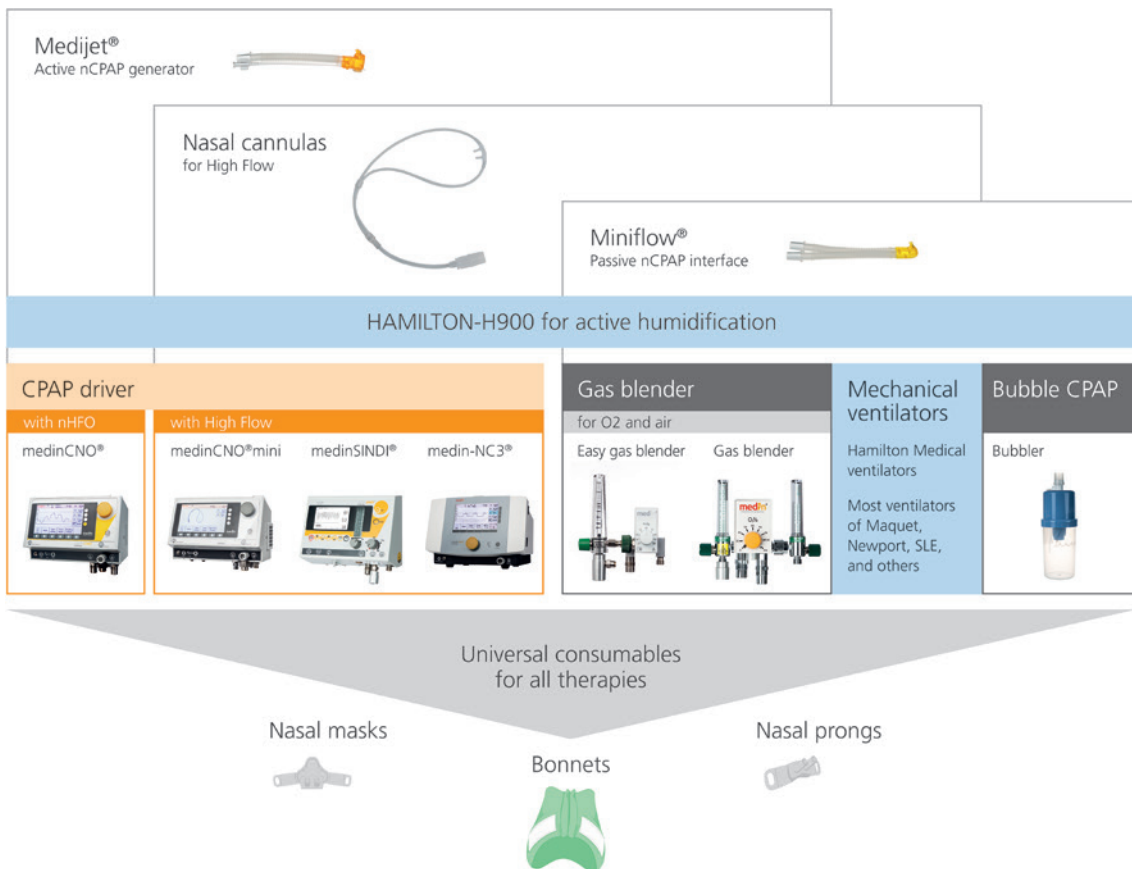 Medijet®
Active nCPAP generator
Nasal cannulas
for High Flow
Miniflow®
Passive nCPAP interface
HAMILTON-H900 for active humidification
CPAP driver
with nHFO
medinCNO®
with High Flow
medinCNO®mini
medinSINDI®
medin-NC3®
Gas blender
for O2 and air
Easy gas blender
Gas blender
medin
Mechanical
ventilators
Hamilton Medical
ventilators
Most ventilators
of Maquet,
Newport, SLE,
and others
Bubble CPAP
Bubbler
Universal consumables
for all therapies
Nasal masks
Bonnets
Nasal prongs